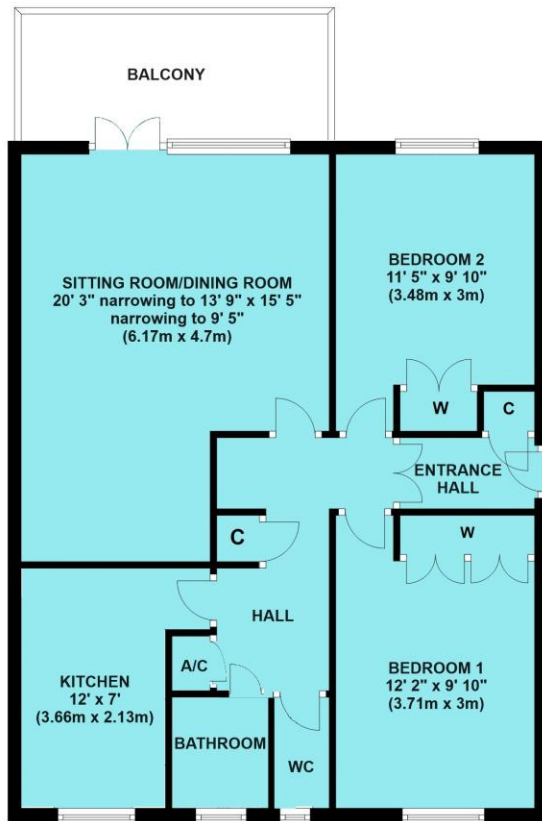 BALCONY
SITTING ROOM/DINING ROOM
20' 3" narrowing to 13' 9" x 15' 5"
narrowing to 9' 5"
(6.17m x 4.7m)
BEDROOM 2
11' 5" x 9' 10"
(3.48m x 3m)
W
C
ENTRANCE
HALL
C
W
HALL
A/C
KITCHEN
12' x 7'
(3.66m x 2.13m)
BEDROOM 1
12' 2" x 9' 10"
(3.71m x 3m)
BATHROOM
WC